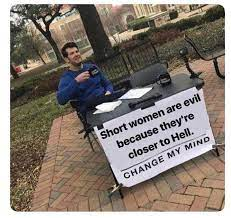 Short women are evil
because they're
closer to Hell.
CHANGE MY MIND